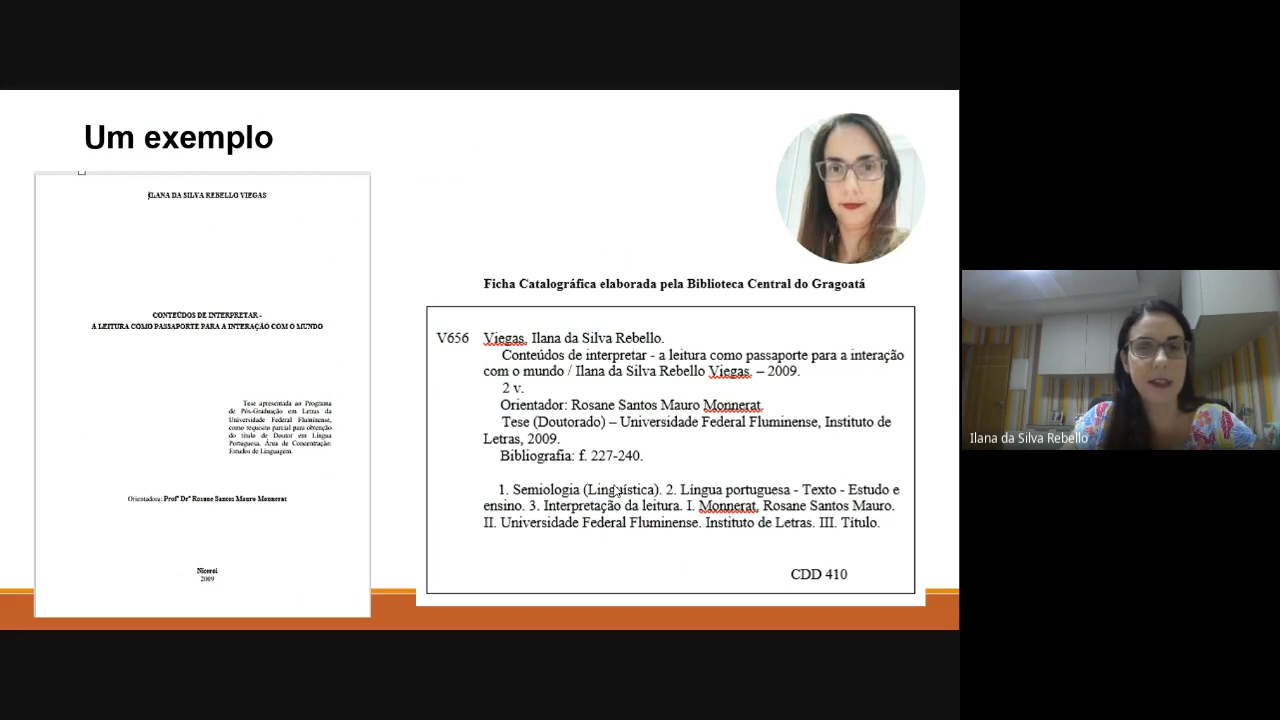 Um exemplo
ILANA DA SILVA REBELLO VIEGAS
CONTEÚDOS DE INTERPRETAR -
A LEITURA COMO PASSAPORTE PARA A INTERAÇÃO COM O MUNDO
Tese apresentada ao Programa
de Pós-Graduação em Letras da
Universidade Federal Fluminense,
como requisito parcial para obtenção
do título de Doutor em Língua
Portuguesa. Área de Concentração:
Estudos de Linguagem.
Orientadora: Profª Drª Rosane Santos Mauro Monnerat
Niterói
2009
Ficha Catalográfica elaborada pela Biblioteca Central do Gragoatá
V656 Viegas, Ilana da Silva Rebello.
Conteúdos de interpretar - a leitura como passaporte para a interação
com o mundo / Ilana da Silva Rebello Viegas. – 2009.
2 v.
Orientador: Rosane Santos Mauro Monnerat.
Tese (Doutorado) – Universidade Federal Fluminense, Instituto de
Letras, 2009.
Bibliografia: f. 227-240.
1. Semiologia (Linguística). 2. Língua portuguesa - Texto - Estudo e
ensino. 3. Interpretação da leitura. I. Monnerat, Rosane Santos Mauro.
II. Universidade Federal Fluminense. Instituto de Letras. III. Título.
CDD 410
Ilana da Silva Rebello